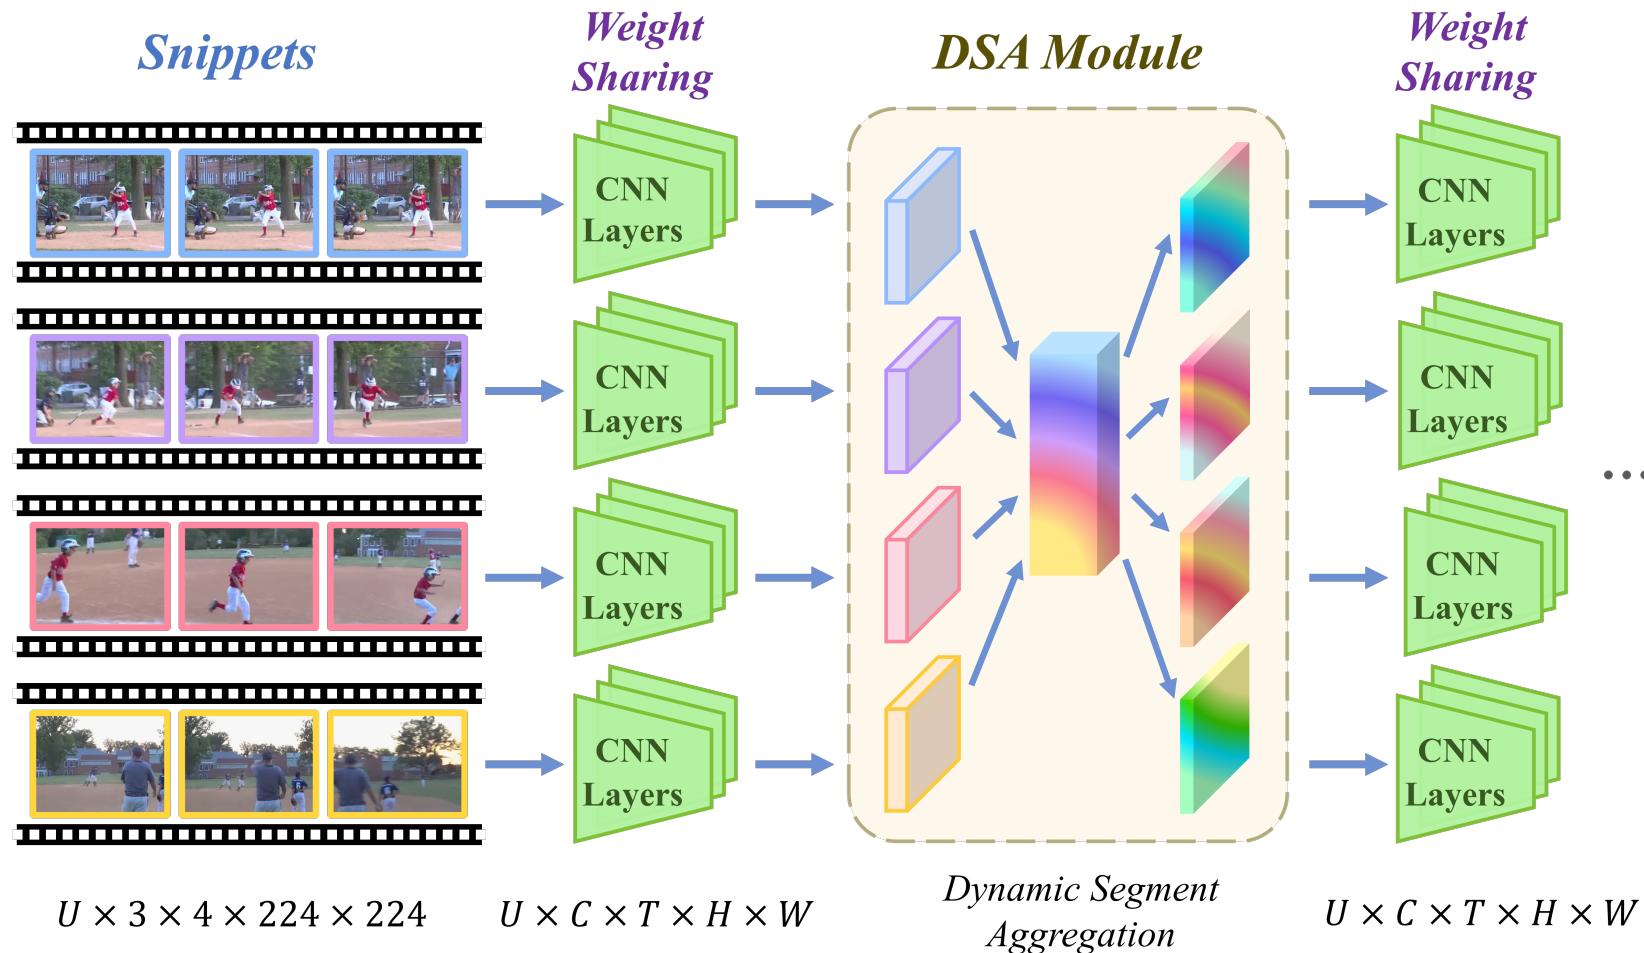 Snippets
Weight
Sharing
DSA Module
Weight
Sharing
CNN
Layers
CNN
Layers
CNN
Layers
CNN
Layers
CNN
Layers
CNN
Layers
CNN
Layers
CNN
Layers
...
U × 3 × 4 × 224 × 224
U × C × T × H × W
Dynamic Segment
Aggregation
U × C × T × H × W